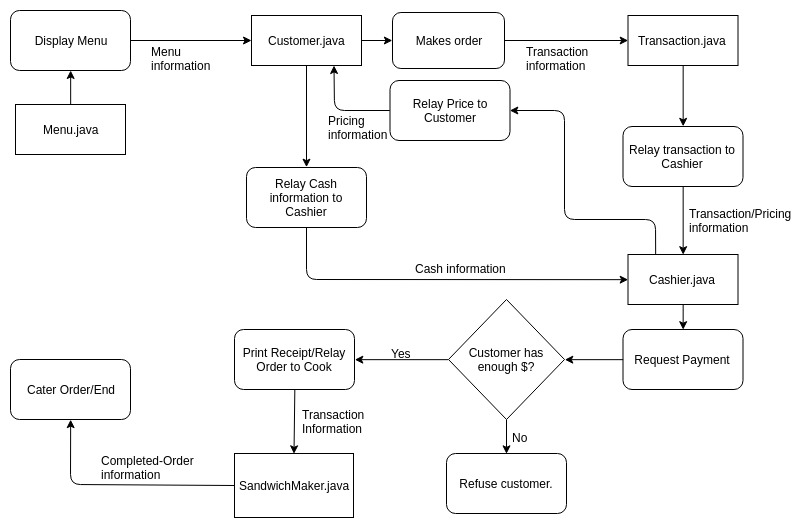 Display Menu
Menu
information
Customer.java
Makes order
Transaction
information
Transaction.java
Menu.java
Pricing
information
Relay Price to
Customer
Relay transaction to
Cashier
Relay Cash
information to
Cashier
Transaction/Pricing
information
Cash information
Cashier.java
Print Receipt/Relay
Order to Cook
Yes
Customer has
enough $?
Request Payment
Cater Order/End
Transaction
Information
No
Completed-Order
information
SandwichMaker.java
Refuse customer.